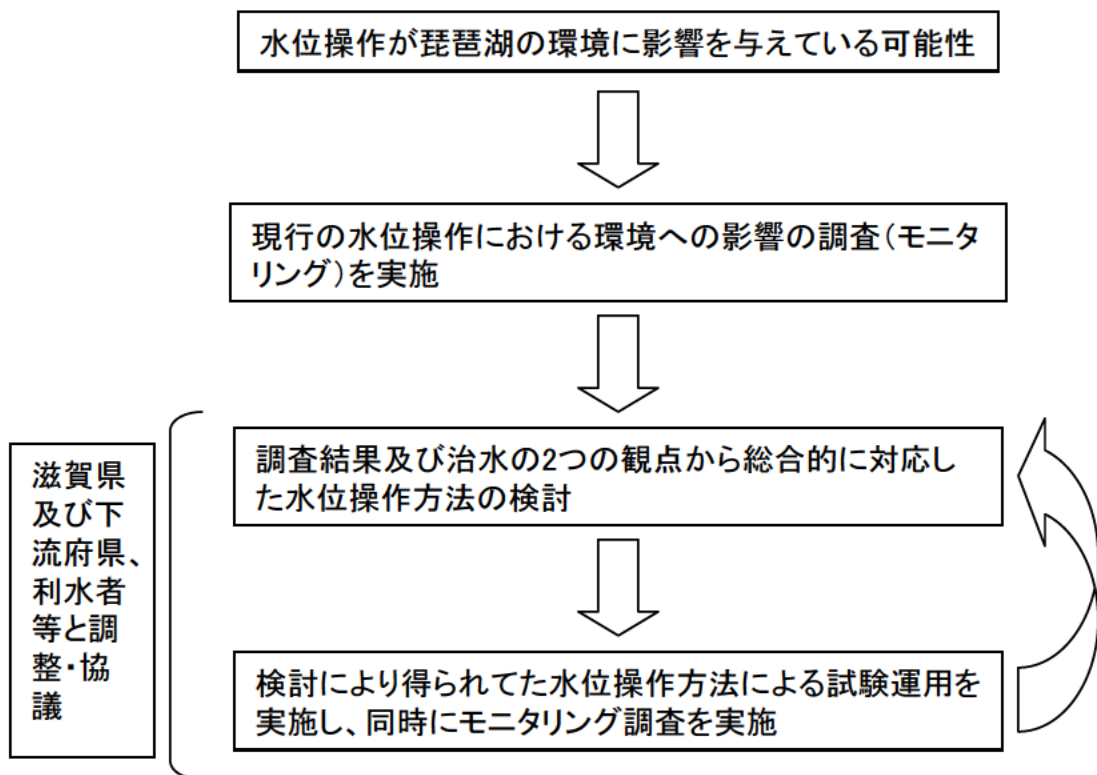 水位操作が琵琶湖の環境に影響を与えている可能性
現行の水位操作における環境への影響の調査(モニタ
リング)を実施
調査結果及び治水の2つの観点から総合的に対応し
た水位操作方法の検討
検討により得られてた水位操作方法による試験運用を
実施し、同時にモニタリング調査を実施
滋賀県
及び下
流府県、
利水者
等と調
整・協
議